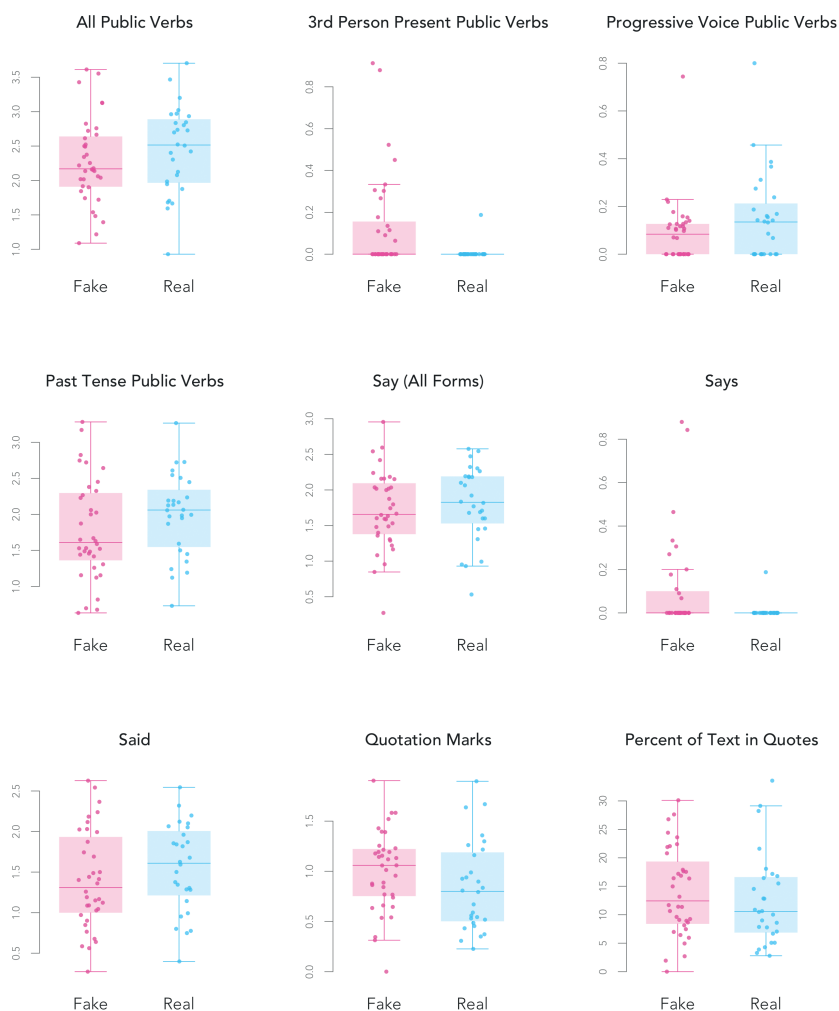 All Public Verbs
3rd Person Present Public Verbs
Progressive Voice Public Verbs
3.5
3.0
2.5
2.0
1.5
1.0
Fake
Real
0.8
0.6
0.4
0.2
0.0
Fake
Real
0.8
0.6
0.4
0.2
0.0
Fake
Real
Past Tense Public Verbs
Say (All Forms)
Says
3.0
2.5
2.0
1.5
1.0
Fake
Real
3.0
2.5
2.0
1.5
1.0
0.5
Fake
Real
0.8
0.6
0.4
0.2
0.0
Fake
Real
Said
Quotation Marks
Percent of Text in Quotes
2.5
2.0
1.5
1.0
0.5
Fake
Real
1.5
1.0
0.5
0.0
Fake
Real
30
25
20
15
10
5
0
Fake
Real